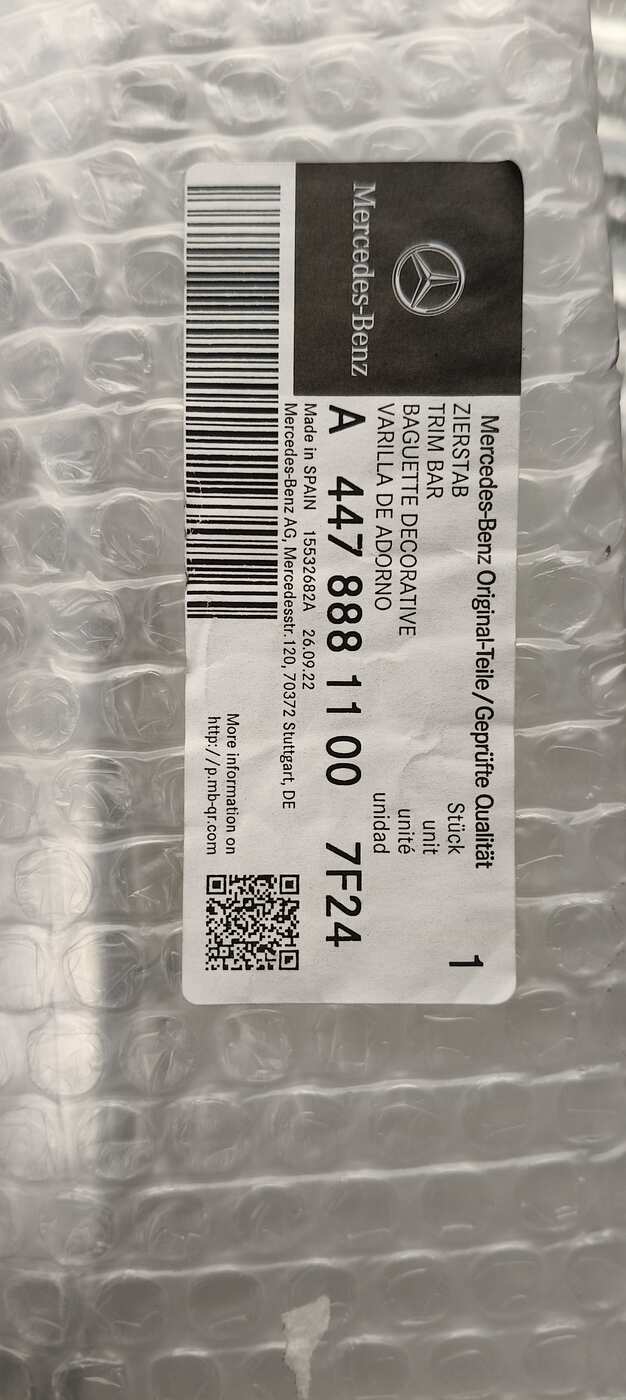 Mercedes-Benz
Mercedes-Benz Original-Teile/Geprüfte Qualität
ZIERSTAB Stück 1
TRIM BAR unit
BAGUETTE DECORATIVE unité
VARILLA DE ADORNO unidad
A 447 888 11 00 7F24
Made in SPAIN 15532682A 26.09.22
Mercedes-Benz AG, Mercedesstr.120, 70372 Stuttgart, DE
More information on
http://p.mb-qr.com